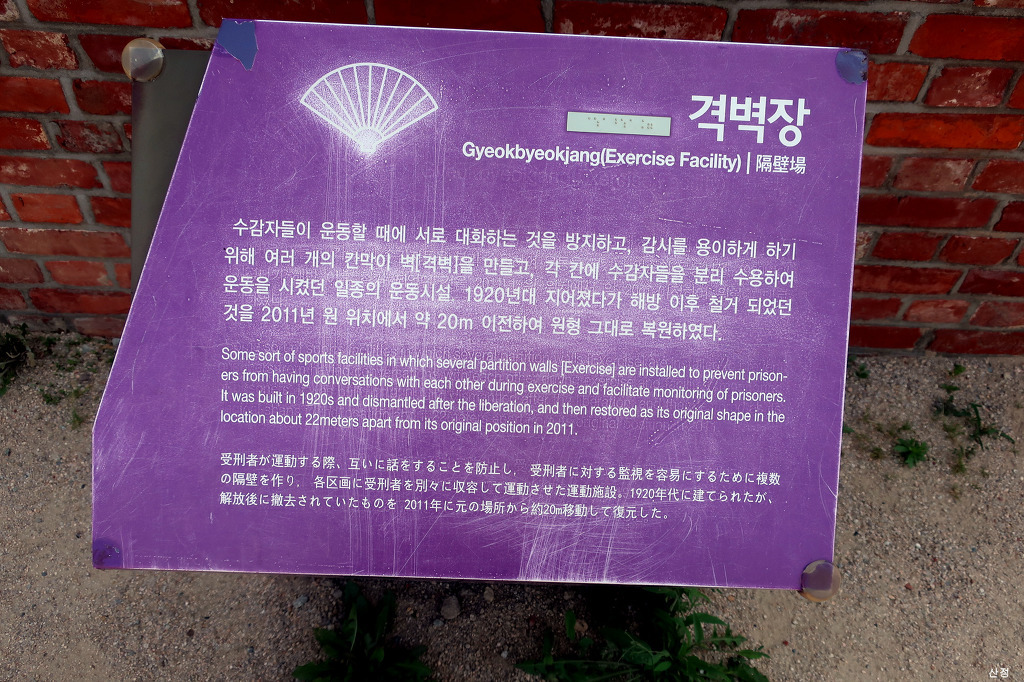 격벽장
Gyeokbyeokjang(Exercise Facility) | 隔壁場
수감자들이 운동할 때에 서로 대화하는 것을 방지하고, 감시를 용이하게 하기
위해 여러 개의 칸막이 벽[격벽]을 만들고, 각 칸에 수감자들을 분리 수용하여
운동을 시켰던 일종의 운동시설. 1920년대 지어졌다가 해방 이후 철거 되었던
것을 2011년 원 위치에서 약 20m 이전하여 원형 그대로 복원하였다.
Some sort of sports facilities in which several partition walls [Exercise] are installed to prevent prison-
ers from having conversations with each other during exercise and facilitate monitoring of prisoners.
It was built in 1920s and dismantled after the liberation, and then restored as its original shape in the
location about 22meters apart from its original position in 2011.
受刑者が運動する際、互いに話をすることを防止し、受刑者に対する監視を容易にするために複数
の隔壁を作り、各区画に受刑者を別々に収容して運動させた運動施設。1920年代に建てられたが、
解放後に撤去されていたものを 2011年に元の場所から約20m移動して復元した。
산정